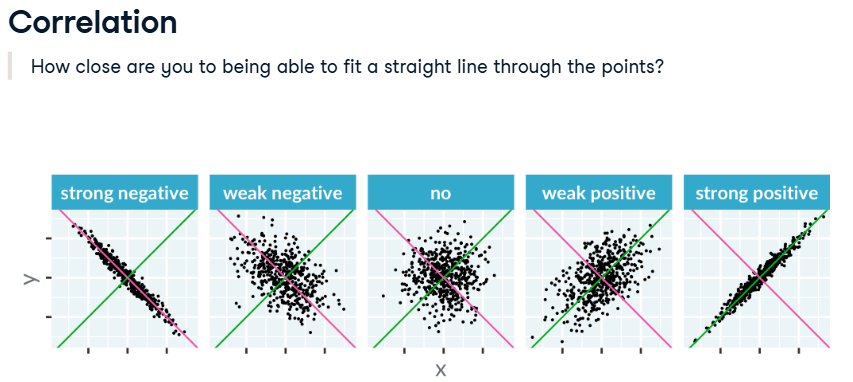 Correlation
How close are you to being able to fit a straight line through the points?
strong negative
weak negative
no
weak positive
strong positive
y
x